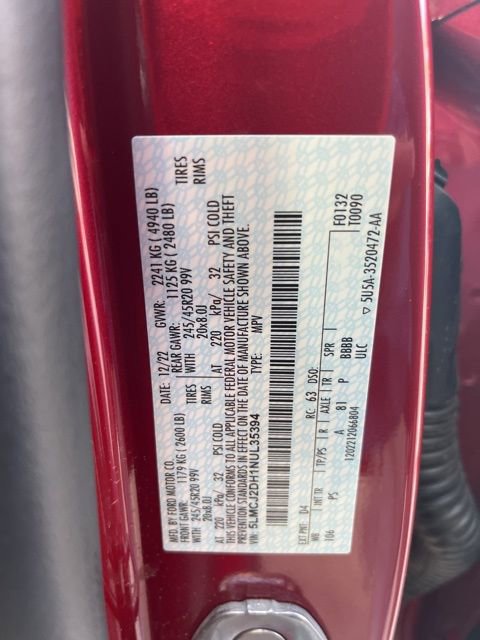 MFD. BY FORD MOTOR CO.
DATE: 12/22 GVWR: 2241 KG ( 4940 LB)
FRONT GAWR: 1179 KG (2600 LB) REAR GAWR: 1125 KG ( 2480 LB)
WITH TIRES WITH TIRES
245/45R20 99V 245/45R20 99V
20x8.0J RIMS 20x8.0J RIMS
AT 220 kPa/ 32 PSI COLD AT 220 kPa/ 32 PSI COLD
THIS VEHICLE CONFORMS TO ALL APPLICABLE FEDERAL MOTOR VEHICLE SAFETY AND THEFT
PREVENTION STANDARDS IN EFFECT ON THE DATE OF MANUFACTURE SHOWN ABOVE.
VIN: 5LMCJ2DH1NUL35394 TYPE: MPV
F0132
10090
EXT PNT: D4 RC: 63 DSO:
WB INT TR TP/PS R AXLE TR SPR
106 PS A 81 P BBBB
ULC
1202212066804
▽ 5U5A-3520472-AA